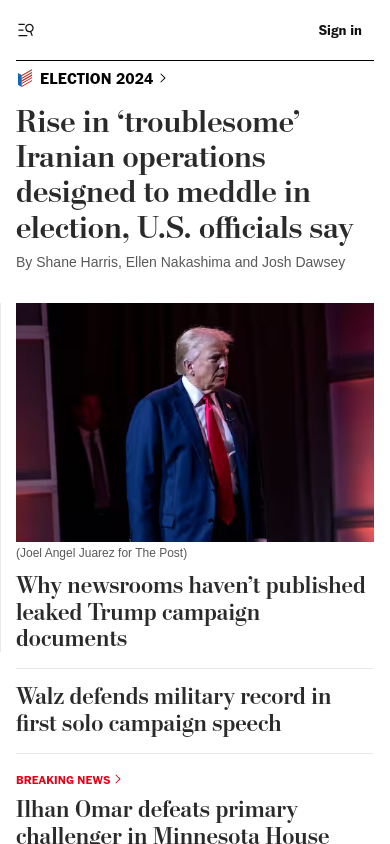 Sign in
ELECTION 2024
Rise in ‘troublesome’
Iranian operations
designed to meddle in
election, U.S. officials say
By Shane Harris, Ellen Nakashima and Josh Dawsey
(Joel Angel Juarez for The Post)
Why newsrooms haven’t published
leaked Trump campaign
documents
Walz defends military record in
first solo campaign speech
BREAKING NEWS
Ilhan Omar defeats primary
challenger in Minnesota House